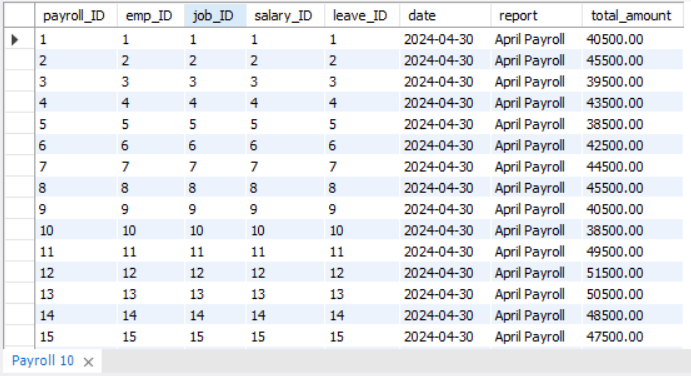 payroll_ID emp_ID job_ID salary_ID leave_ID date report total_amount
1 1 1 1 1 2024-04-30 April Payroll 40500.00
2 2 2 2 2 2024-04-30 April Payroll 45500.00
3 3 3 3 3 2024-04-30 April Payroll 39500.00
4 4 4 4 4 2024-04-30 April Payroll 43500.00
5 5 5 5 5 2024-04-30 April Payroll 38500.00
6 6 6 6 6 2024-04-30 April Payroll 42500.00
7 7 7 7 7 2024-04-30 April Payroll 44500.00
8 8 8 8 8 2024-04-30 April Payroll 45500.00
9 9 9 9 9 2024-04-30 April Payroll 40500.00
10 10 10 10 10 2024-04-30 April Payroll 38500.00
11 11 11 11 11 2024-04-30 April Payroll 49500.00
12 12 12 12 12 2024-04-30 April Payroll 51500.00
13 13 13 13 13 2024-04-30 April Payroll 50500.00
14 14 14 14 14 2024-04-30 April Payroll 48500.00
15 15 15 15 15 2024-04-30 April Payroll 47500.00
Payroll 10